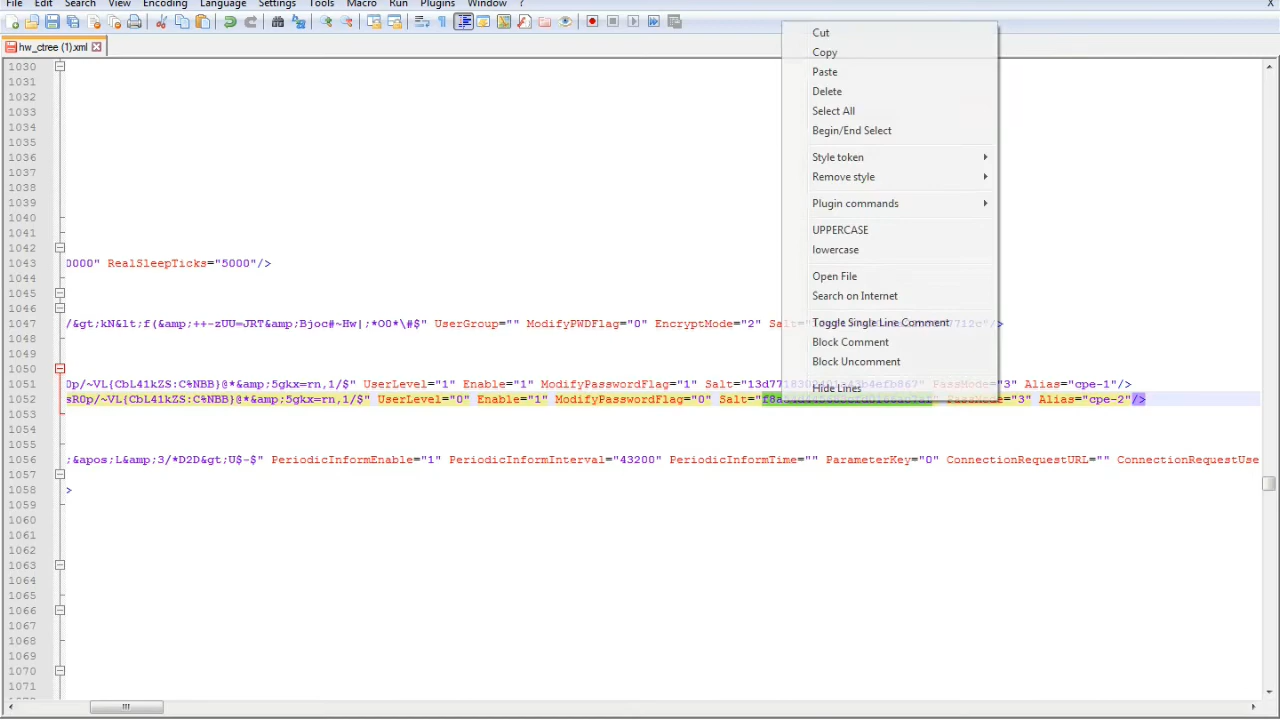 File Edit Search View Encoding Language Settings Tools Macro Run Plugins Window ? X
hw_ctree (1).xml
Cut
Copy
Paste
Delete
Select All
Begin/End Select
Style token
Remove style
Plugin commands
UPPERCASE
lowercase
Open File
Search on Internet
Toggle Single Line Comment
Block Comment
Block Uncomment
Hide Lines
1030
1031
1032
1033
1034
1035
1036
1037
1038
1039
1040
1041
1042
1043 0000" RealSleepTicks="5000"/>
1044
1045
1046
1047 /&gt;kN&lt;f(&amp;++-zUU=JRT&amp;Bjoc#~Hw|;*O0*\#$" UserGroup="" ModifyPWDFlag="0" EncryptMode="2" 7712c"/>
1048
1049
1050
1051 0p/~VL{CbL41kZS:C%NBB}@*&amp;5gkx=rn,1/$" UserLevel="1" Enable="1" ModifyPasswordFlag="1" PassMode="3" Alias="cpe-1"/>
1052 sR0p/~VL{CbL41kZS:C%NBB}@*&amp;5gkx=rn,1/$" UserLevel="0" Enable="1" ModifyPasswordFlag="0" PassMode="3" Alias="cpe-2"/>
1053
1054
1055
1056 ;&apos;L&amp;3/*D2D&gt;U$-$" PeriodicInformEnable="1" PeriodicInformInterval="43200" PeriodicInformTime="" ParameterKey="0" ConnectionRequestURL="" ConnectionRequestUse
1057
1058 >
1059
1060
1061
1062
1063
1064
1065
1066
1067
1068
1069
1070
1071